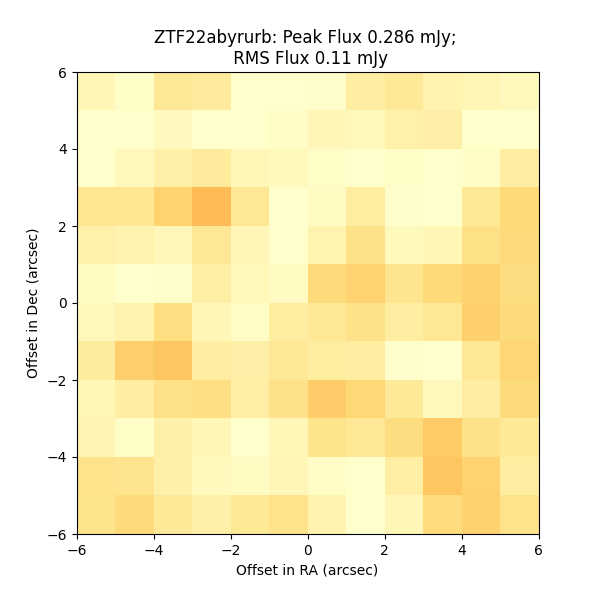 ZTF22abyrurb: Peak Flux 0.286 mJy;
RMS Flux 0.11 mJy
6
4
2
0
−2
−4
−6
Offset in Dec (arcsec)
−6 −4 −2 0 2 4 6
Offset in RA (arcsec)